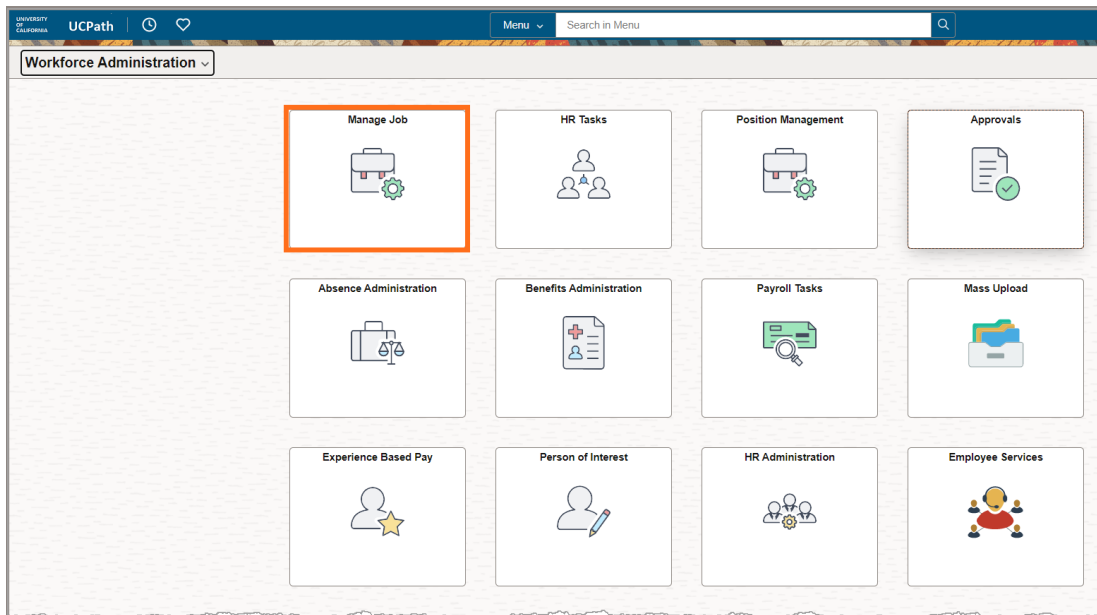 UNIVERSITY
OF
CALIFORNIA
UCPath
Menu
Search in Menu
Workforce Administration
Manage Job
HR Tasks
Position Management
Approvals
Absence Administration
Benefits Administration
Payroll Tasks
Mass Upload
Experience Based Pay
Person of Interest
HR Administration
Employee Services